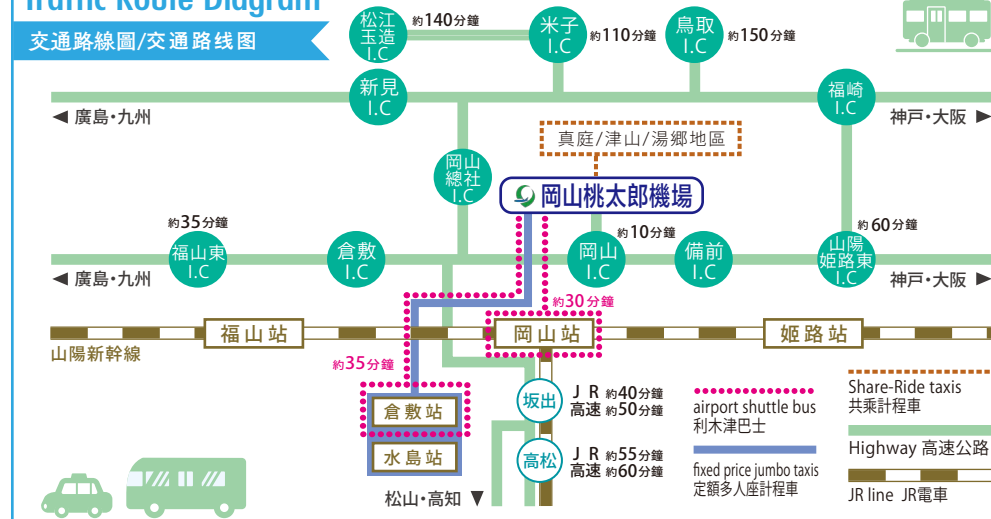 Traffic Route Diagram
交通路線圖/交通路线图
松江
玉造
I.C
約140分鐘
米子
I.C
約110分鐘
鳥取
I.C
約150分鐘
新見
I.C
福崎
I.C
◀ 廣島・九州
神戸・大阪 ▶
真庭/津山/湯郷地區
岡山
總社
I.C
岡山桃太郎機場
約35分鐘
福山東
I.C
倉敷
I.C
岡山
I.C
約10分鐘
備前
I.C
約60分鐘
山陽
姫路東
I.C
◀ 廣島・九州
神戸・大阪 ▶
約30分鐘
福山站
岡山站
姫路站
山陽新幹線
約35分鐘
倉敷站
水島站
坂出
JR 約40分鐘
高速 約50分鐘
高松
JR 約55分鐘
高速 約60分鐘
松山・高知 ▼
airport shuttle bus
利木津巴士
fixed price jumbo taxis
定額多人座計程車
Share-Ride taxis
共乘計程車
Highway 高速公路
JR line JR電車